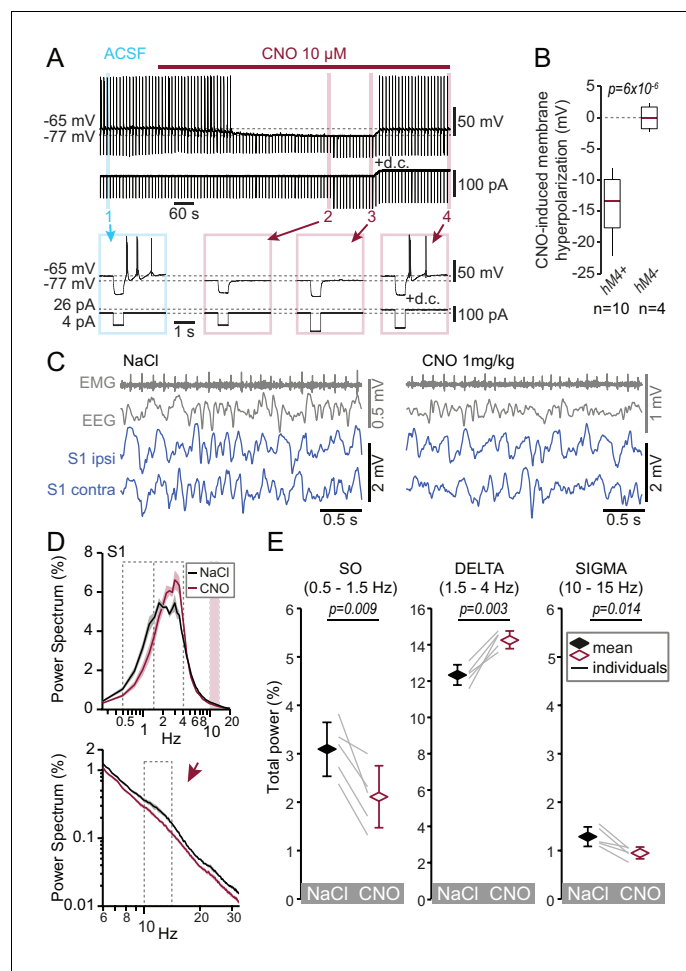 A
ACSF
CNO 10 µM
-65 mV
-77 mV
50 mV
+d.c.
100 pA
60 s
1
2
3
4
-65 mV
-77 mV
50 mV
+d.c.
26 pA
4 pA
100 pA
1 s
B
p=6x10-6
CNO-induced membrane
hyperpolarization (mV)
5
0
-5
-10
-15
-20
-25
hM4+
hM4-
n=10
n=4
C
NaCl
CNO 1mg/kg
EMG
EEG
S1 ipsi
S1 contra
0.5 mV
2 mV
1 mV
2 mV
0.5 s
0.5 s
D
S1
NaCl
CNO
Power Spectrum (%)
8
6
4
2
0
0.5
1
2
4
6
8
10
20
Hz
Power Spectrum (%)
2
1
0.1
0.01
6
8
10
20
30
Hz
E
SO
(0.5 - 1.5 Hz)
p=0.009
DELTA
(1.5 - 4 Hz)
p=0.003
SIGMA
(10 - 15 Hz)
p=0.014
mean
individuals
Total power (%)
6
5
4
3
2
1
0
NaCl CNO
16
14
12
10
8
6
4
2
0
NaCl CNO
6
5
4
3
2
1
0
NaCl CNO